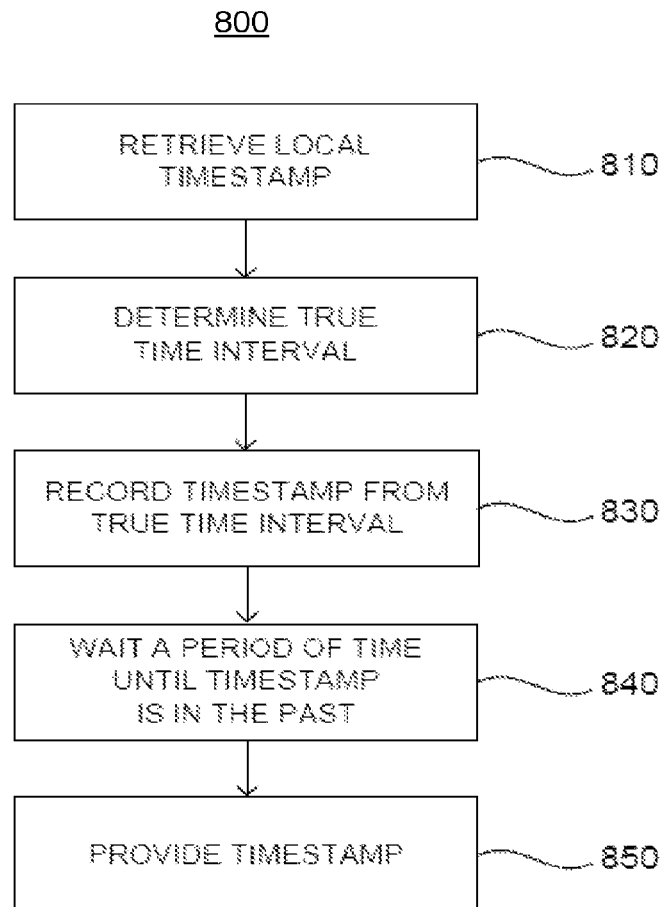 800
RETRIEVE LOCAL
TIMESTAMP
810
DETERMINE TRUE
TIME INTERVAL
820
RECORD TIMESTAMP FROM
TRUE TIME INTERVAL
830
WAIT A PERIOD OF TIME
UNTIL TIMESTAMP
IS IN THE PAST
840
PROVIDE TIMESTAMP
850